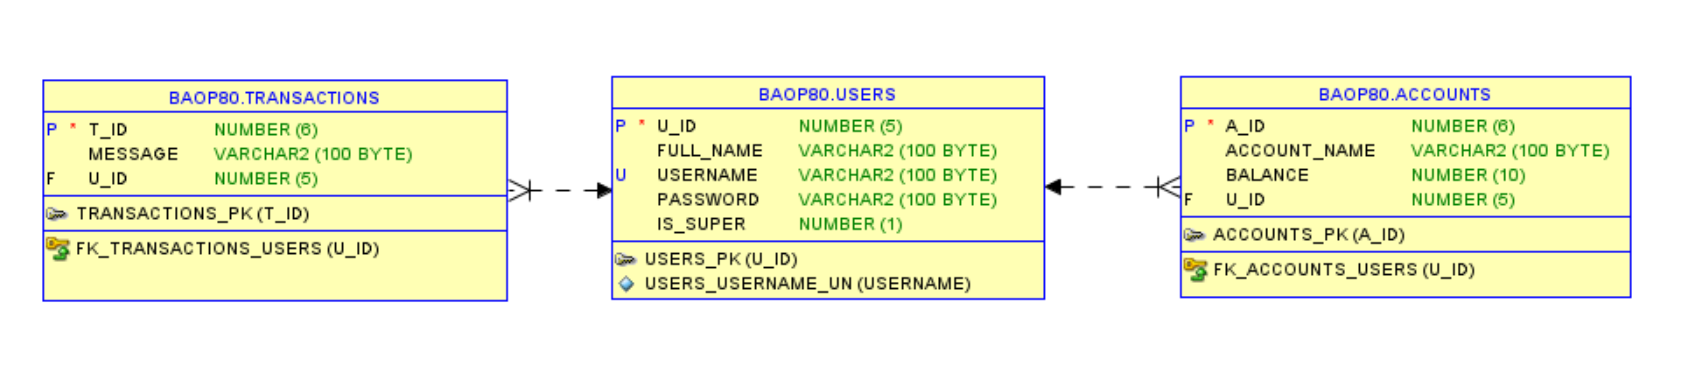 BAOP80.TRANSACTIONS
P * T_ID NUMBER (6)
MESSAGE VARCHAR2 (100 BYTE)
F U_ID NUMBER (5)
TRANSACTIONS_PK (T_ID)
FK_TRANSACTIONS_USERS (U_ID)
BAOP80.USERS
P * U_ID NUMBER (5)
FULL_NAME VARCHAR2 (100 BYTE)
U USERNAME VARCHAR2 (100 BYTE)
PASSWORD VARCHAR2 (100 BYTE)
IS_SUPER NUMBER (1)
USERS_PK (U_ID)
USERS_USERNAME_UN (USERNAME)
BAOP80.ACCOUNTS
P * A_ID NUMBER (6)
ACCOUNT_NAME VARCHAR2 (100 BYTE)
BALANCE NUMBER (10)
F U_ID NUMBER (5)
ACCOUNTS_PK (A_ID)
FK_ACCOUNTS_USERS (U_ID)